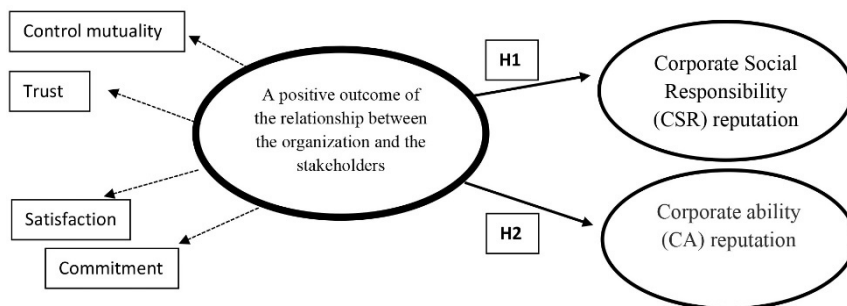 Control mutuality
Trust
Satisfaction
Commitment
A positive outcome of
the relationship between
the organization and the
stakeholders
H1
H2
Corporate Social
Responsibility
(CSR) reputation
Corporate ability
(CA) reputation